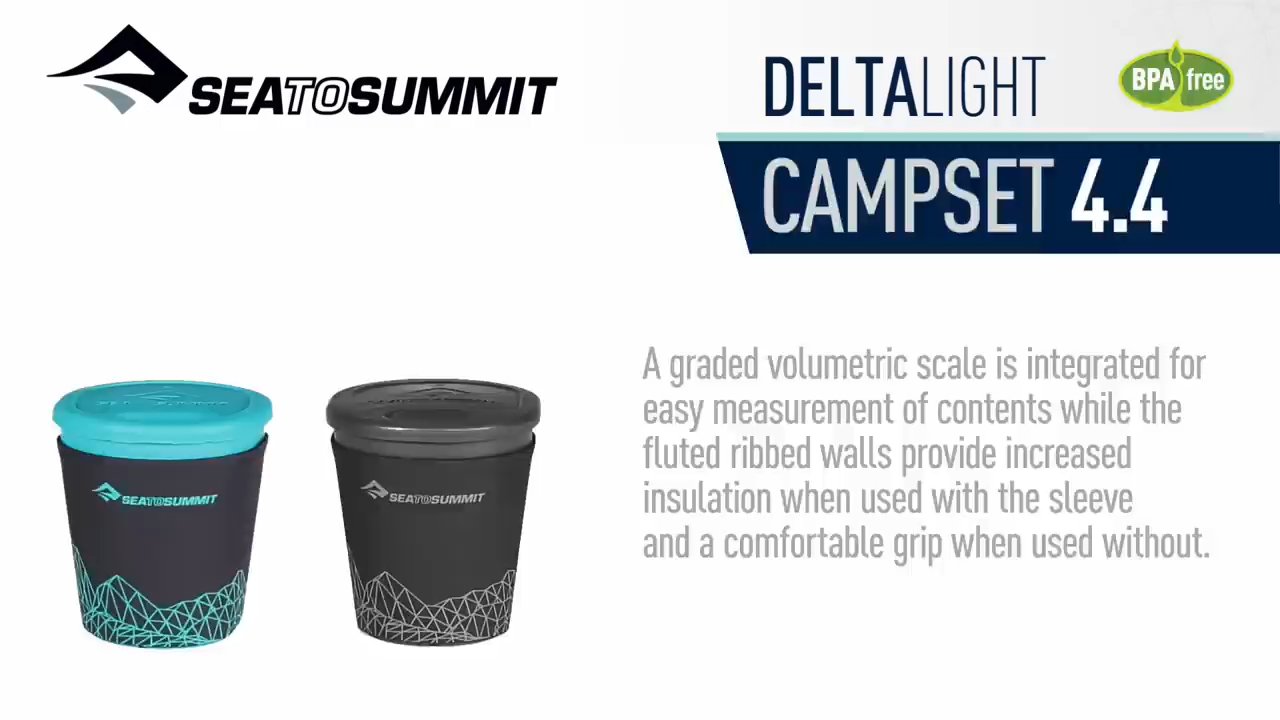 SEATOSUMMIT
DELTALIGHT
BPA free
CAMPSET 4.4
A graded volumetric scale is integrated for
easy measurement of contents while the
fluted ribbed walls provide increased
insulation when used with the sleeve
and a comfortable grip when used without.
SEATOSUMMIT
SEATOSUMMIT